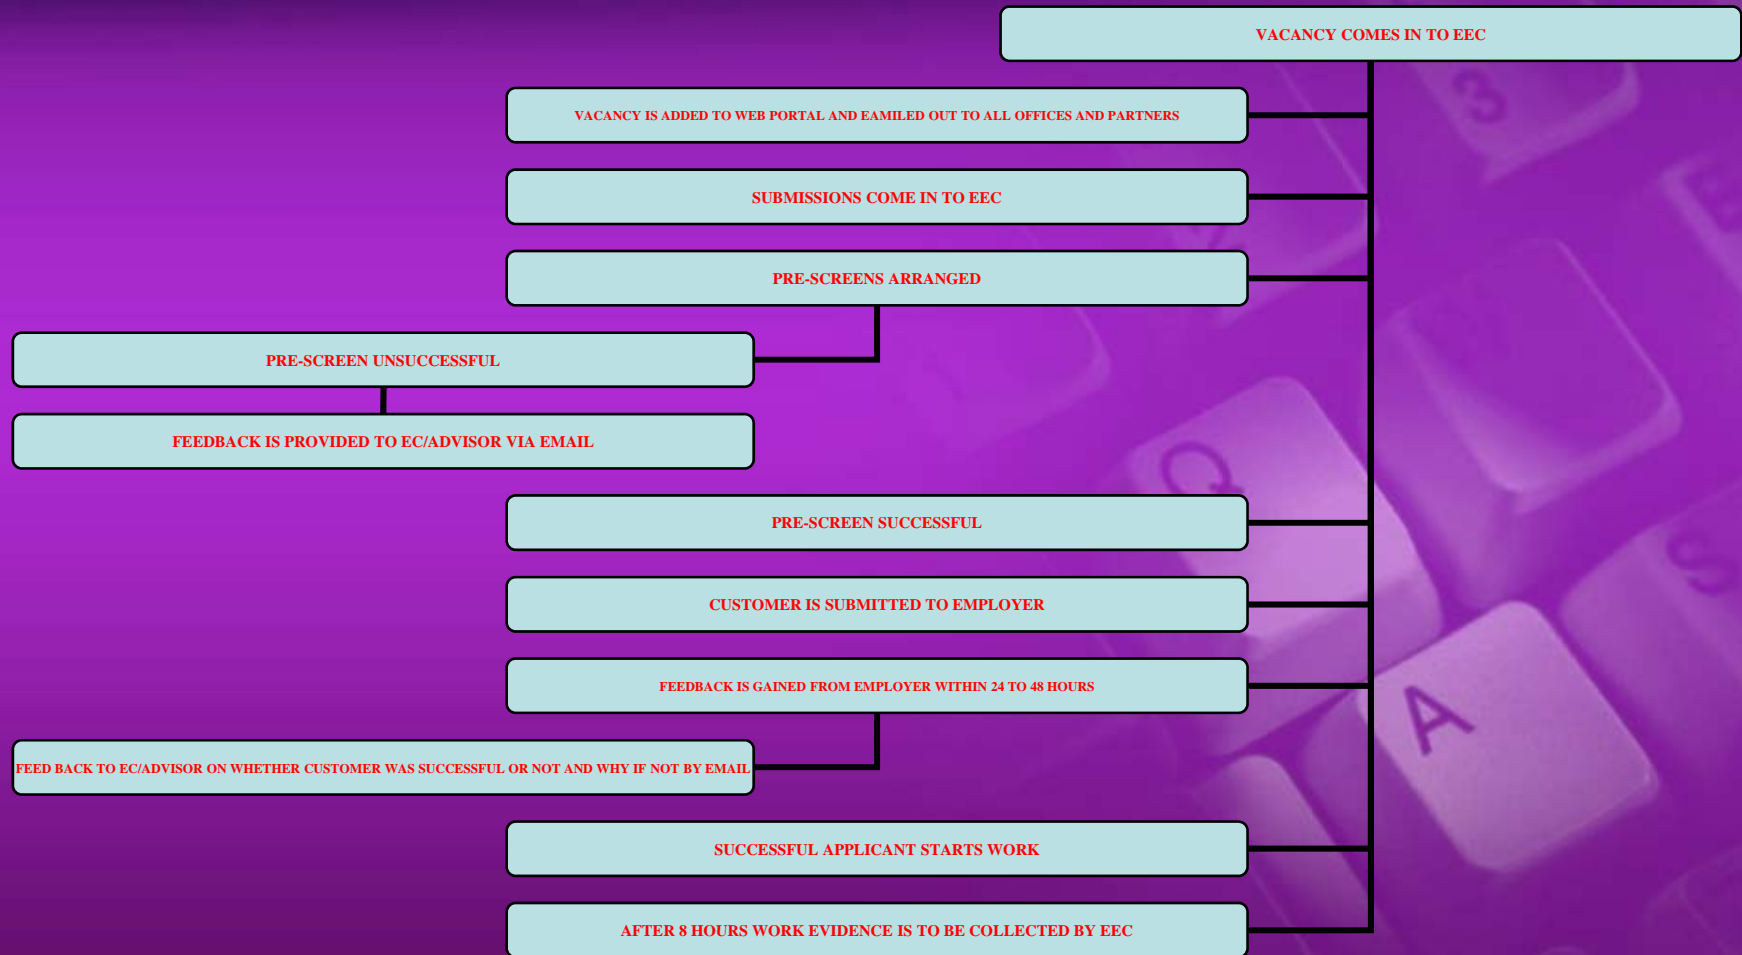 VACANCY COMES IN TO EEC
VACANCY IS ADDED TO WEB PORTAL AND EAMILED OUT TO ALL OFFICES AND PARTNERS
SUBMISSIONS COME IN TO EEC
PRE-SCREENS ARRANGED
PRE-SCREEN UNSUCCESSFUL
FEEDBACK IS PROVIDED TO EC/ADVISOR VIA EMAIL
PRE-SCREEN SUCCESSFUL
CUSTOMER IS SUBMITTED TO EMPLOYER
FEEDBACK IS GAINED FROM EMPLOYER WITHIN 24 TO 48 HOURS
FEED BACK TO EC/ADVISOR ON WHETHER CUSTOMER WAS SUCCESSFUL OR NOT AND WHY IF NOT BY EMAIL
SUCCESSFUL APPLICANT STARTS WORK
AFTER 8 HOURS WORK EVIDENCE IS TO BE COLLECTED BY EEC
3
Q
S
A